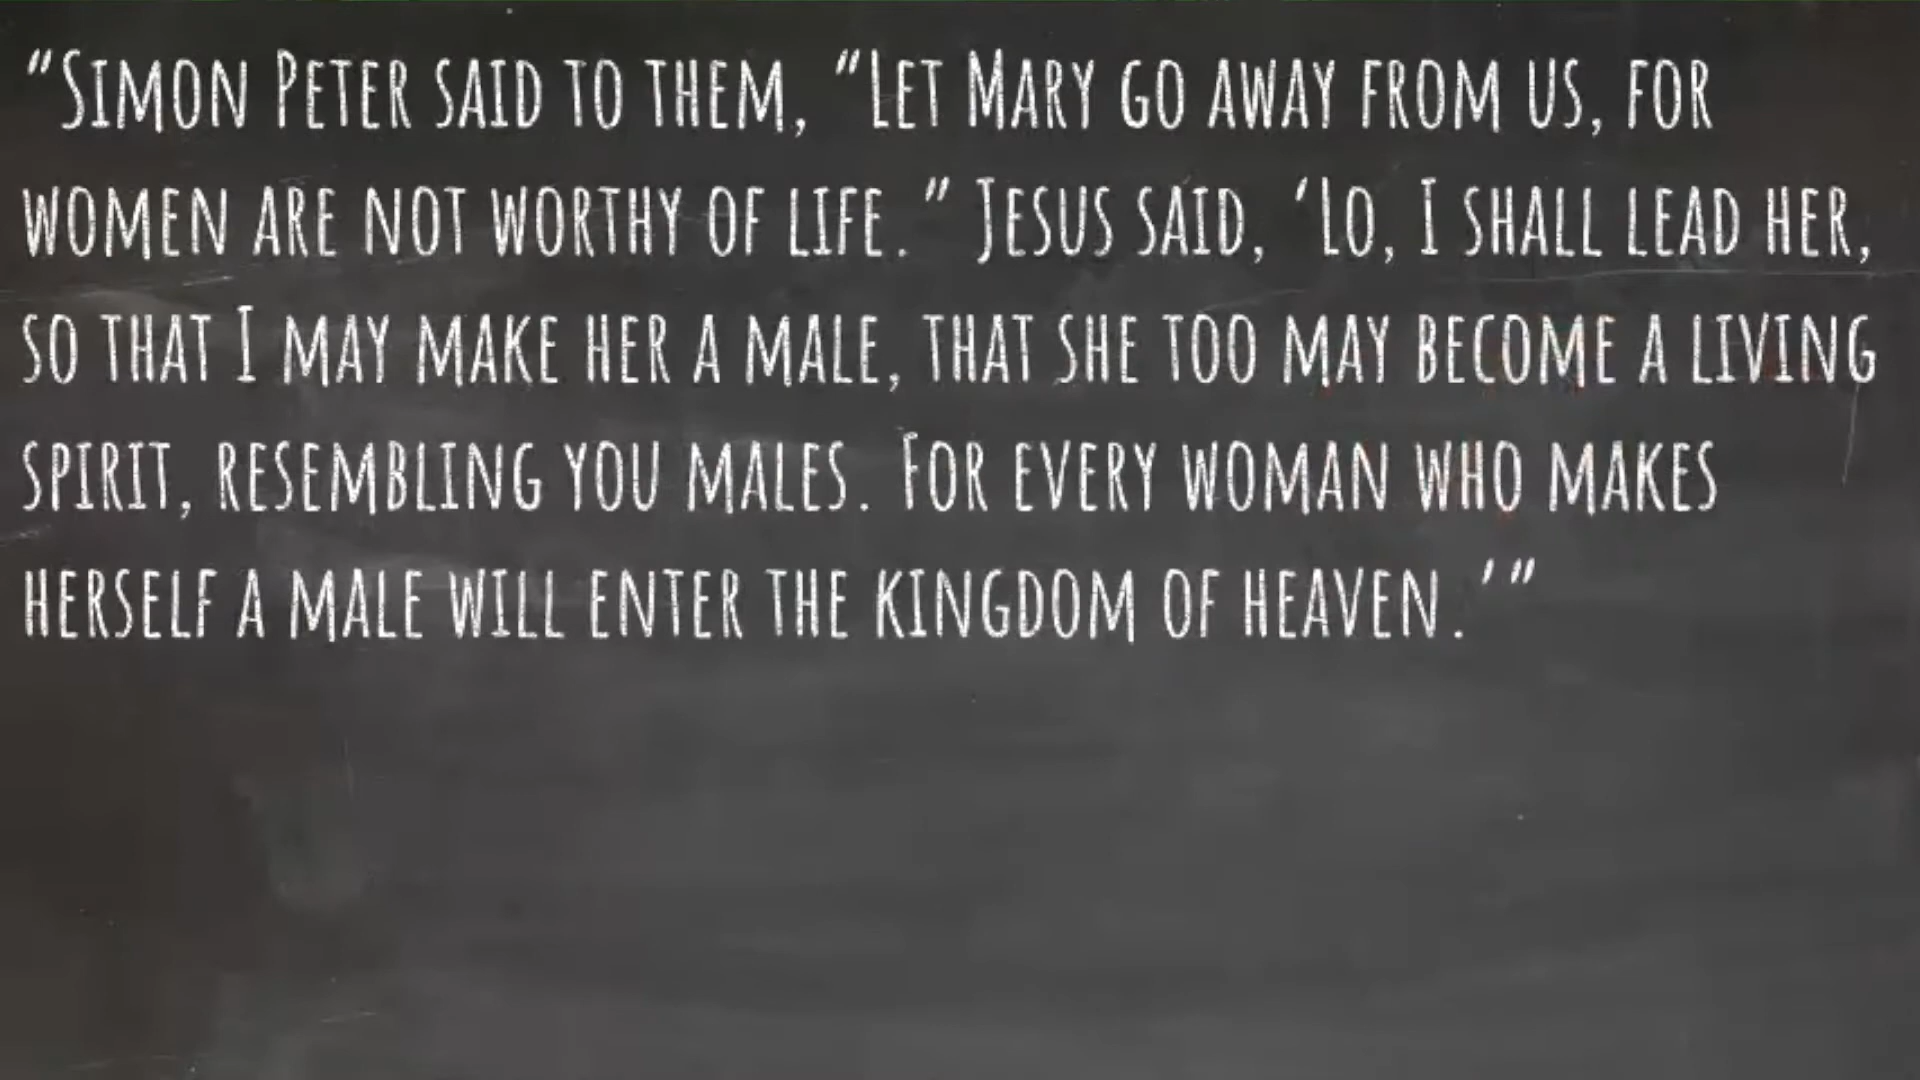 "Simon Peter said to them, "Let Mary go away from us, for
women are not worthy of life." Jesus said, 'Lo, I shall lead her,
so that I may make her a male, that she too may become a living
spirit, resembling you males. For every woman who makes
herself a male will enter the kingdom of heaven.'"